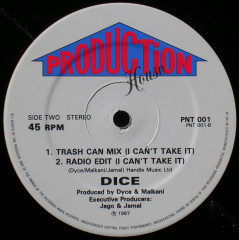 PRODUCTION
House
SIDE TWO STEREO
45 RPM
PNT 001
PNT 001-B
1. TRASH CAN MIX (I CAN'T TAKE IT)
2. RADIO EDIT (I CAN'T TAKE IT)
(Dyce/Malkani/Jamal) Handle Music Ltd)
DICE
Produced by Dyce & Malkani
Executive Producers:
Jago & Jamal
Ⓟ 1987